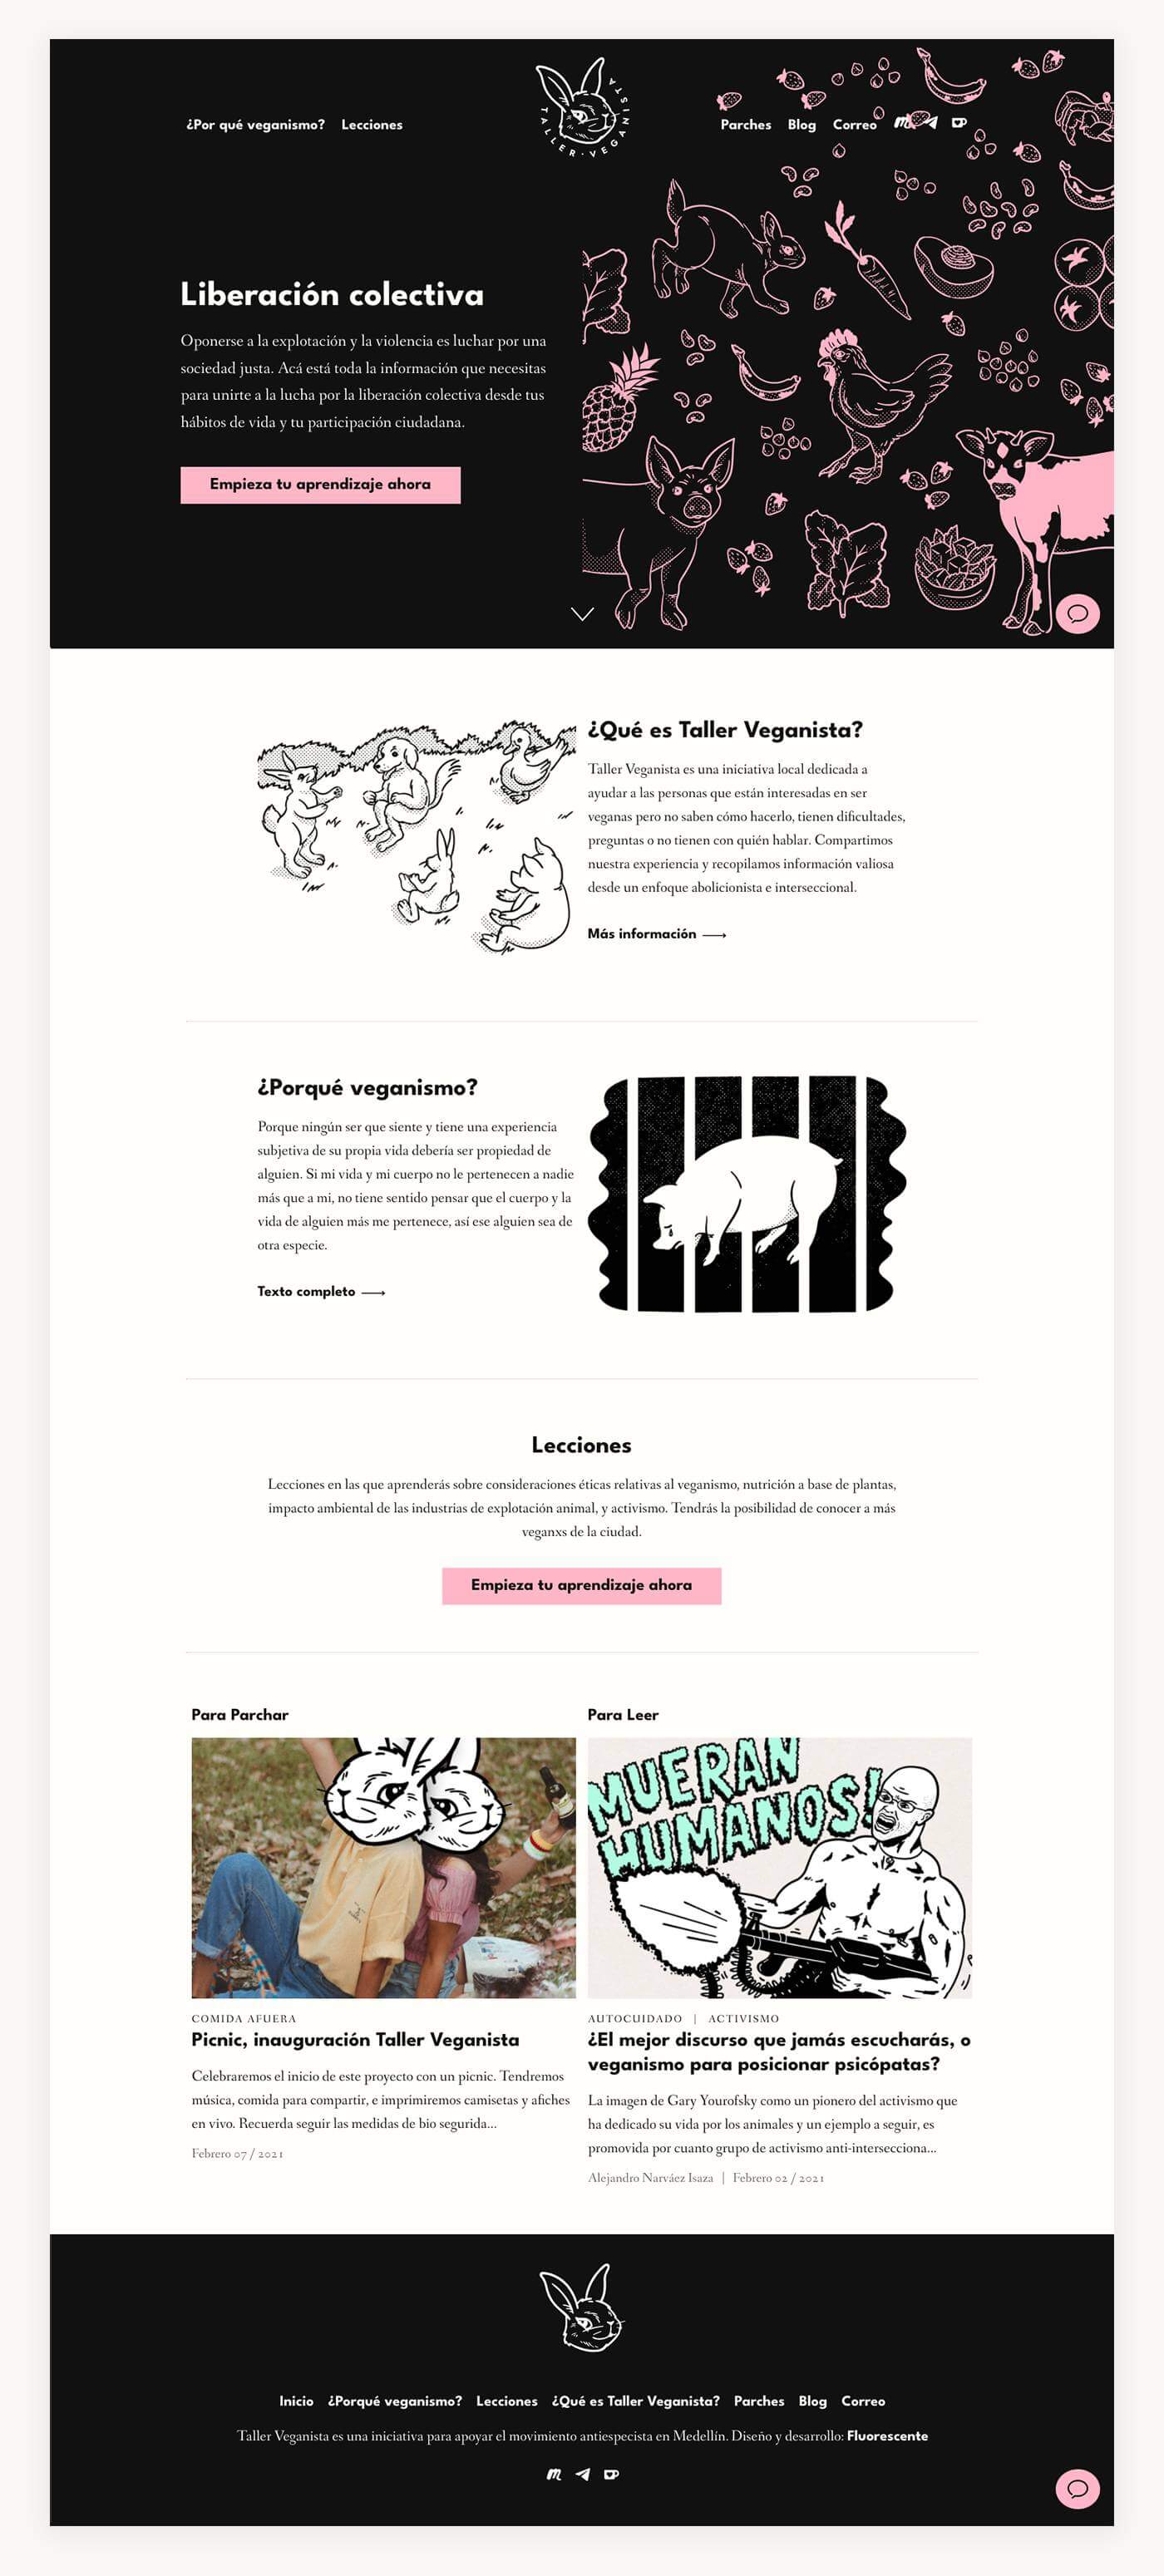 ¿Por qué veganismo? Lecciones
TALLER · VEGANISTA
Parches Blog Correo
Liberación colectiva
Oponerse a la explotación y la violencia es luchar por una
sociedad justa. Acá está toda la información que necesitas
para unirte a la lucha por la liberación colectiva desde tus
hábitos de vida y tu participación ciudadana.
Empieza tu aprendizaje ahora
¿Qué es Taller Veganista?
Taller Veganista es una iniciativa local dedicada a
ayudar a las personas que están interesadas en ser
veganas pero no saben cómo hacerlo, tienen dificultades,
preguntas o no tienen con quién hablar. Compartimos
nuestra experiencia y recopilamos información valiosa
desde un enfoque abolicionista e interseccional.
Más información ⟶
¿Porqué veganismo?
Porque ningún ser que siente y tiene una experiencia
subjetiva de su propia vida debería ser propiedad de
alguien. Si mi vida y mi cuerpo no le pertenecen a nadie
más que a mi, no tiene sentido pensar que el cuerpo y la
vida de alguien más me pertenece, así ese alguien sea de
otra especie.
Texto completo ⟶
Lecciones
Lecciones en las que aprenderás sobre consideraciones éticas relativas al veganismo, nutrición a base de plantas,
impacto ambiental de las industrias de explotación animal, y activismo. Tendrás la posibilidad de conocer a más
veganxs de la ciudad.
Empieza tu aprendizaje ahora
Para Parchar
COMIDA AFUERA
Picnic, inauguración Taller Veganista
Celebraremos el inicio de este proyecto con un picnic. Tendremos
música, comida para compartir, e imprimiremos camisetas y afiches
en vivo. Recuerda seguir las medidas de bio segurida...
Febrero 07 / 2021
Para Leer
MUERAN
HUMANOS!
AUTOCUIDADO | ACTIVISMO
¿El mejor discurso que jamás escucharás, o
veganismo para posicionar psicópatas?
La imagen de Gary Yourofsky como un pionero del activismo que
ha dedicado su vida por los animales y un ejemplo a seguir, es
promovida por cuanto grupo de activismo anti-intersecciona...
Alejandro Narváez Isaza | Febrero 02 / 2021
Inicio ¿Porqué veganismo? Lecciones ¿Qué es Taller Veganista? Parches Blog Correo
Taller Veganista es una iniciativa para apoyar el movimiento antiespecista en Medellín. Diseño y desarrollo: Fluorescente